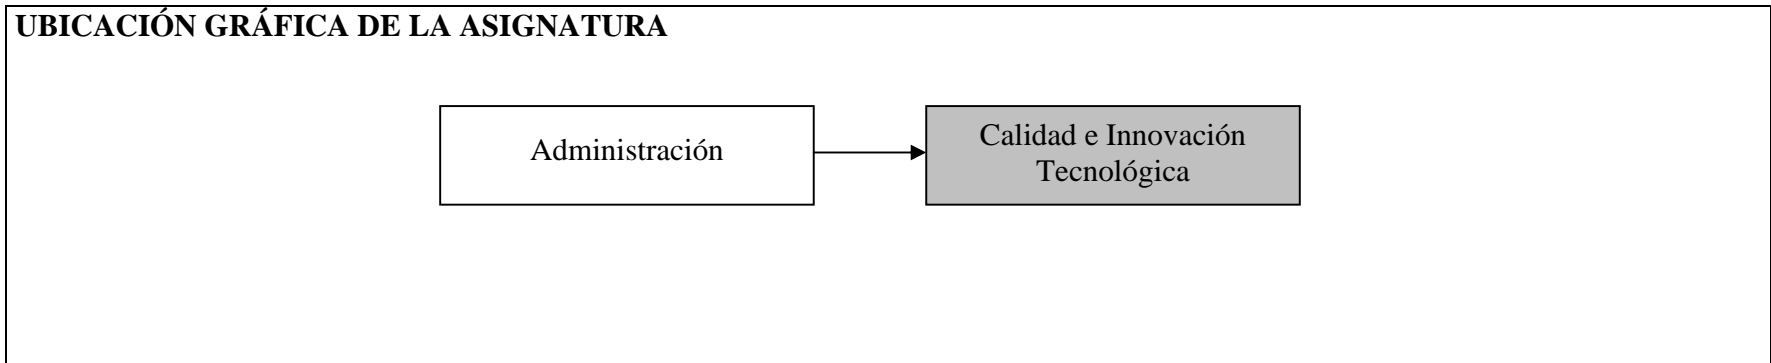 UBICACIÓN GRÁFICA DE LA ASIGNATURA
Administración
Calidad e Innovación
Tecnológica